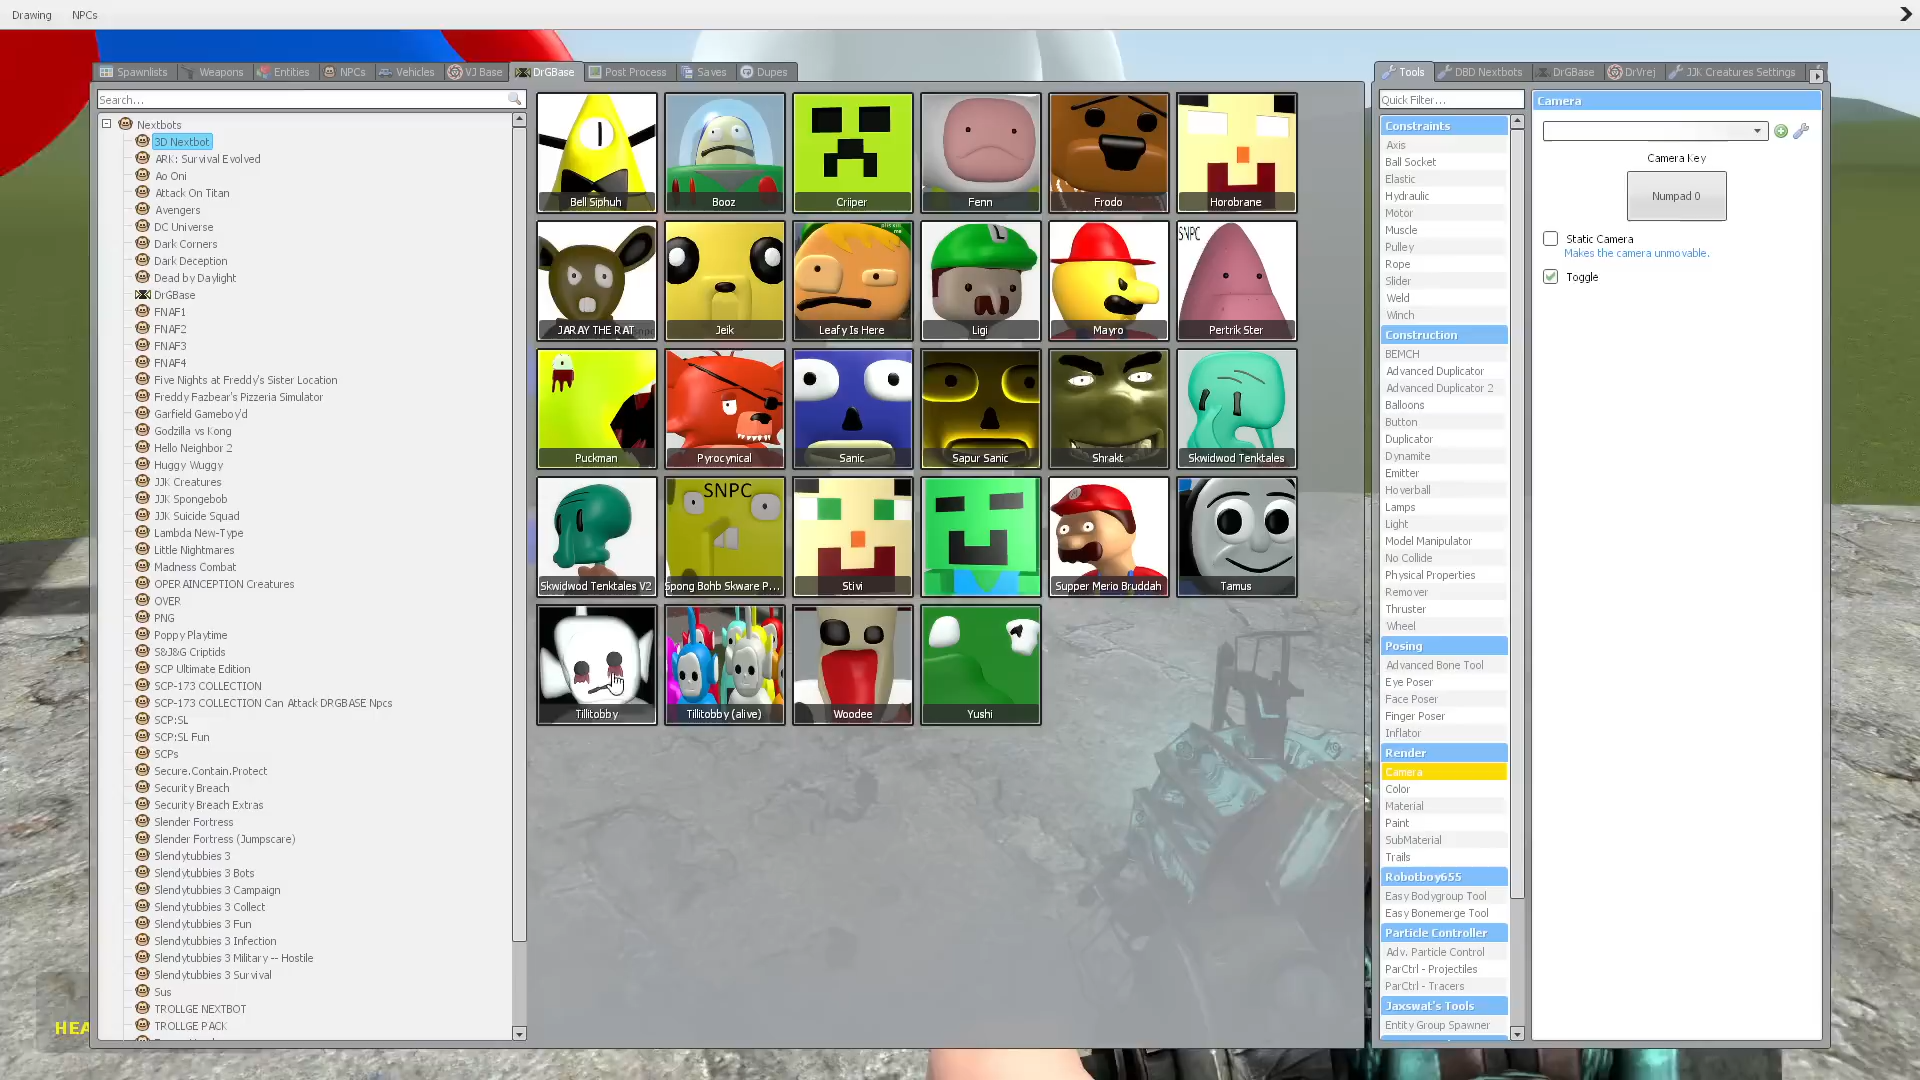 Drawing NPCs
Spawnlists Weapons Entities NPCs Vehicles VJ Base DrGBase Post Process Saves Dupes
Search...
Nextbots
3D Nextbot
ARK: Survival Evolved
Ao Oni
Attack On Titan
Avengers
DC Universe
Dark Corners
Dark Deception
Dead by Daylight
DrGBase
FNAF1
FNAF2
FNAF3
FNAF4
Five Nights at Freddy's Sister Location
Freddy Fazbear's Pizzeria Simulator
Garfield Gameboy'd
Godzilla vs Kong
Hello Neighbor 2
Huggy Wuggy
JJK Creatures
JJK Spongebob
JJK Suicide Squad
Lambda New-Type
Little Nightmares
Madness Combat
OPERAINCEPTION Creatures
OVER
PNG
Poppy Playtime
S&J&G Criptids
SCP Ultimate Edition
SCP-173 COLLECTION
SCP-173 COLLECTION Can Attack DRGBASE Npcs
SCP:SL
SCP:SL Fun
SCPs
Secure.Contain.Protect
Security Breach
Security Breach Extras
Slender Fortress
Slender Fortress (Jumpscare)
Slendytubbies 3
Slendytubbies 3 Bots
Slendytubbies 3 Campaign
Slendytubbies 3 Collect
Slendytubbies 3 Fun
Slendytubbies 3 Infection
Slendytubbies 3 Military -- Hostile
Slendytubbies 3 Survival
Sus
TROLLGE NEXTBOT
TROLLGE PACK
HEA
Bell Siphuh Booz Criiper Fenn Frodo Horobrane
SNPC
JARAY THE RAT Jeik Leafy Is Here Ligi Mayro Pertrik Ster
Puckman Pyrocynical Sanic Sapur Sanic Shrakt Skwidwod Tenktales
SNPC
Skwidwod Tenktales V2 Spong Bohb Skware P... Stivi Supper Merio Bruddah Tamus
Tillitobby Tillitobby (alive) Woodee Yushi
Tools DBD Nextbots DrGBase DrVrej JJK Creatures Settings
Quick Filter...
Constraints
Axis
Ball Socket
Elastic
Hydraulic
Motor
Muscle
Pulley
Rope
Slider
Weld
Winch
Construction
BEMCH
Advanced Duplicator
Advanced Duplicator 2
Balloons
Button
Duplicator
Dynamite
Emitter
Hoverball
Lamps
Light
Model Manipulator
No Collide
Physical Properties
Remover
Thruster
Wheel
Posing
Advanced Bone Tool
Eye Poser
Face Poser
Finger Poser
Inflator
Render
Camera
Color
Material
Paint
SubMaterial
Trails
Robotboy655
Easy Bodygroup Tool
Easy Bonemerge Tool
Particle Controller
Adv. Particle Control
ParCtrl - Projectiles
ParCtrl - Tracers
Jaxswat's Tools
Entity Group Spawner
Camera
Camera Key
Numpad 0
Static Camera
Makes the camera unmovable.
Toggle